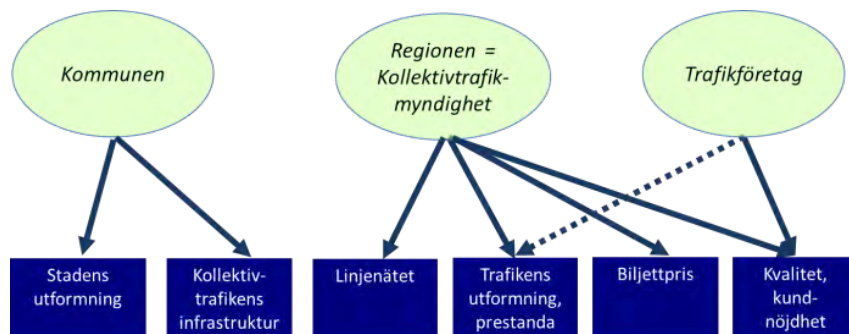 Kommunen
Regionen =
Kollektivtrafik-
myndighet
Trafikföretag
Stadens
utformning
Kollektiv-
trafikens
infrastruktur
Linjenätet
Trafikens
utformning,
prestanda
Biljettpris
Kvalitet,
kund-
nöjdhet